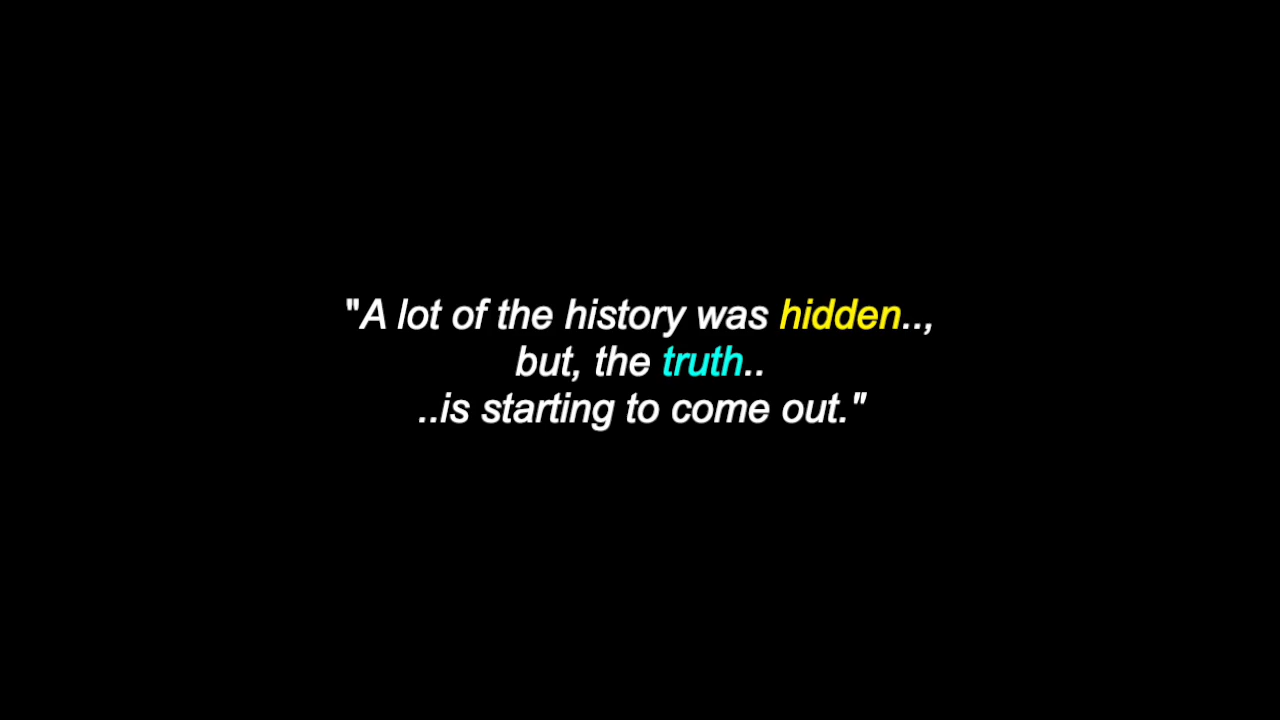 "A lot of the history was hidden..,
but, the truth..
..is starting to come out."